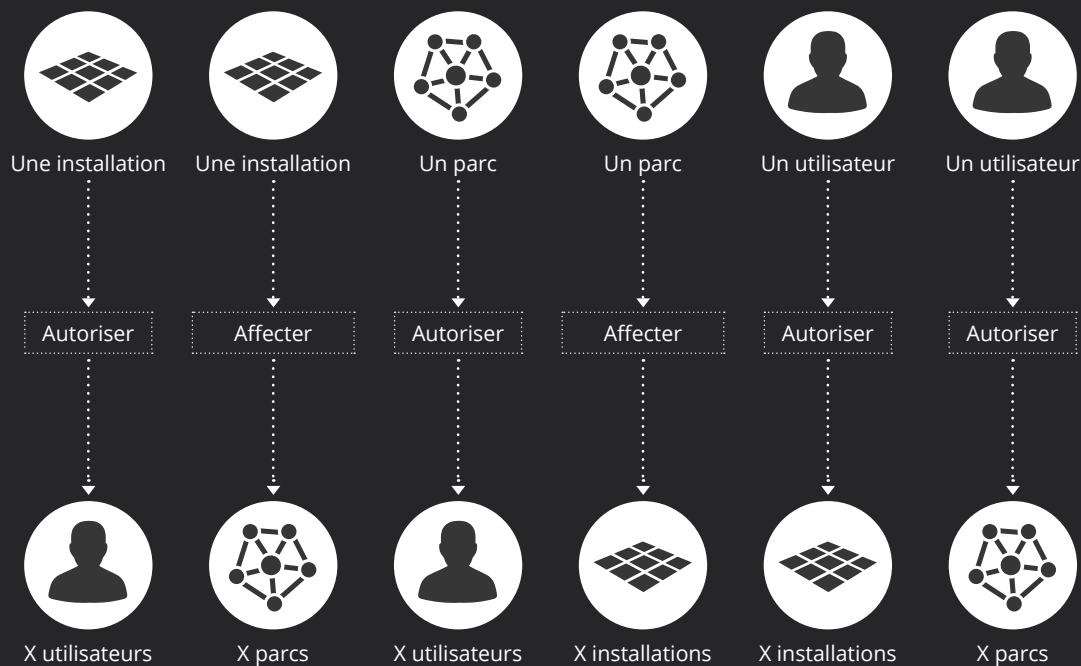 Une installation
Une installation
Un parc
Un parc
Un utilisateur
Un utilisateur
Autoriser
Affecter
Autoriser
Affecter
Autoriser
Autoriser
X utilisateurs
X parcs
X utilisateurs
X installations
X installations
X parcs